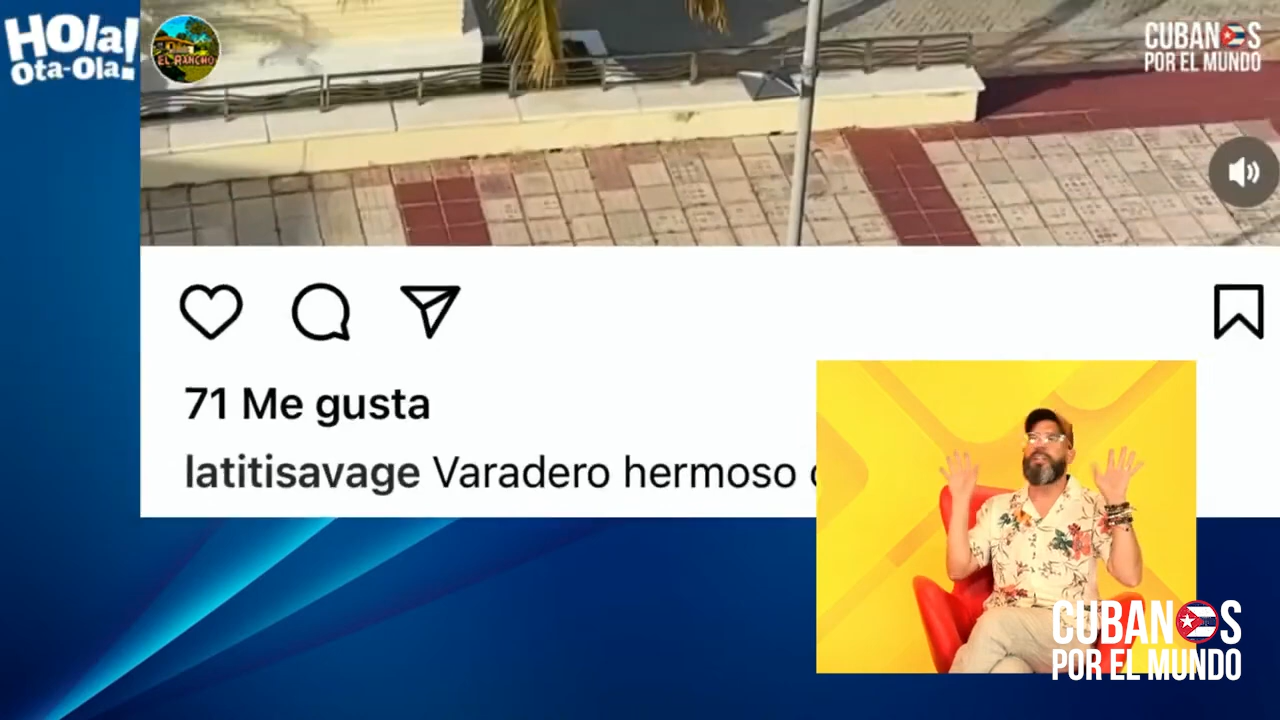 HOla!
Ota-Ola!
EL RANCHO
CUBANOS
POR EL MUNDO
71 Me gusta
latitisavage Varadero hermoso
CUBANOS
POR EL MUNDO